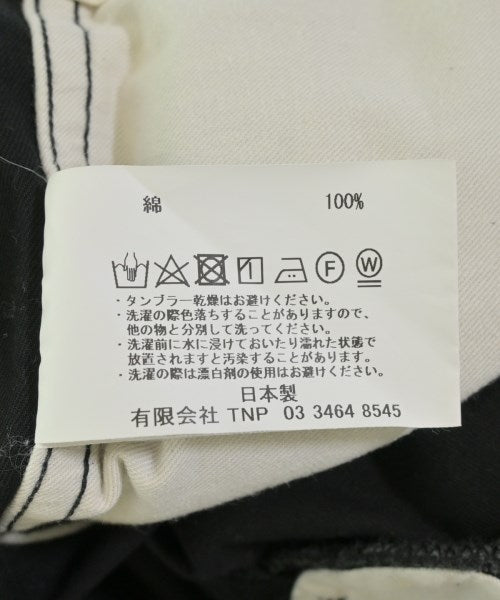 綿 100%
F W
・タンブラー乾燥はお避けください。
・洗濯の際色落ちすることがありますので、
他の物と分別して洗ってください。
・洗濯前に水に浸けておいたり濡れた状態で
放置されますと汚染することがあります。
・洗濯の際は漂白剤の使用はお避けください。
日本製
有限会社 TNP 03 3464 8545